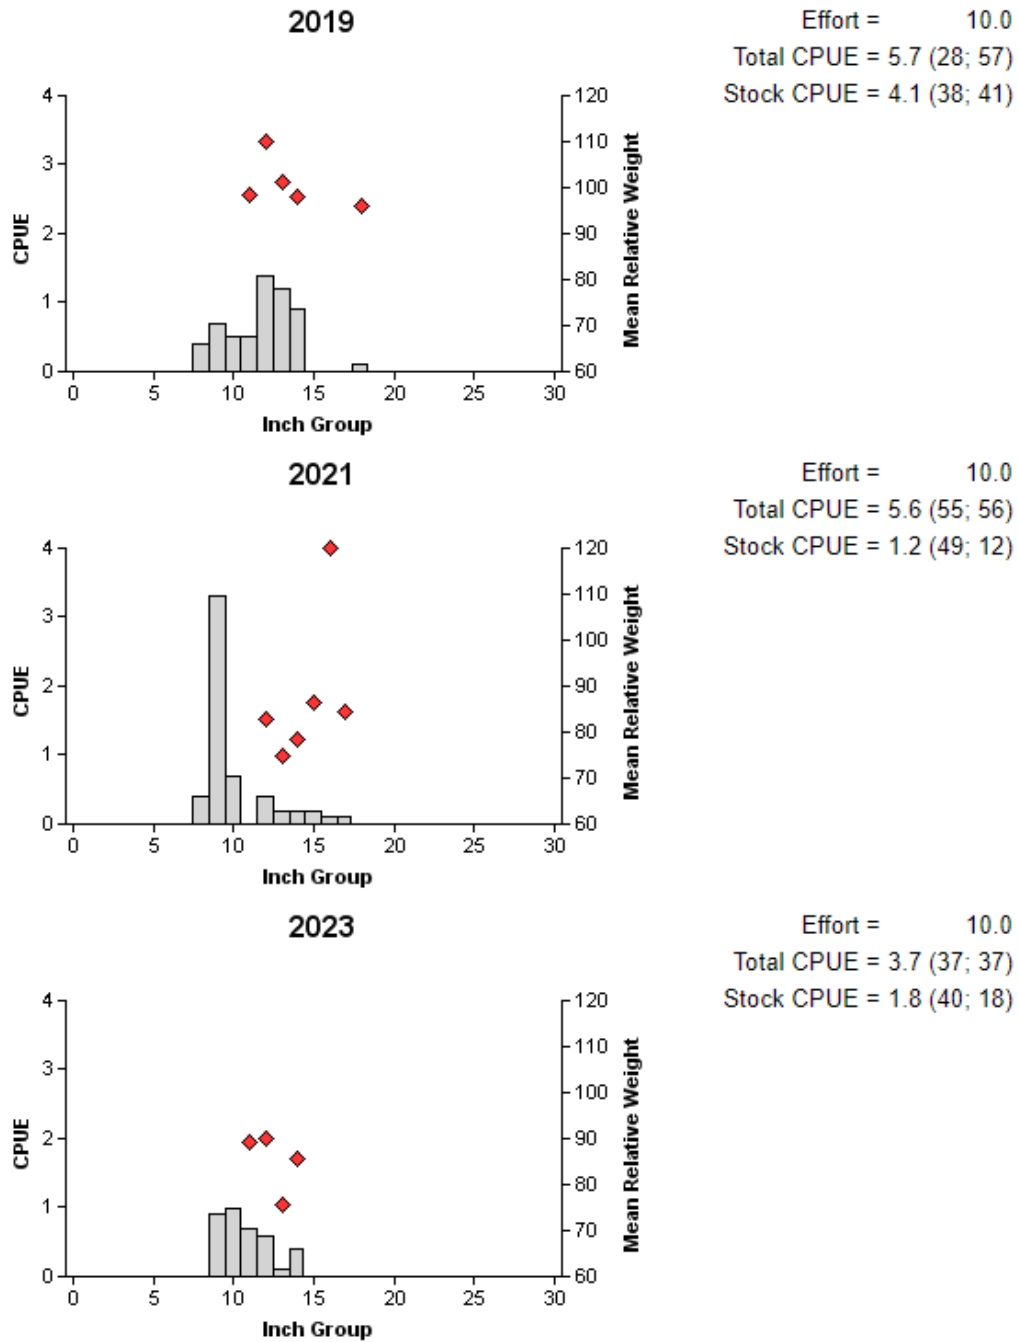 2019
Effort = 10.0
Total CPUE = 5.7 (28; 57)
Stock CPUE = 4.1 (38; 41)
4
3
2
1
0
CPUE
120
110
100
90
80
70
60
Mean Relative Weight
0 5 10 15 20 25 30
Inch Group
2021
Effort = 10.0
Total CPUE = 5.6 (55; 56)
Stock CPUE = 1.2 (49; 12)
4
3
2
1
0
CPUE
120
110
100
90
80
70
60
Mean Relative Weight
0 5 10 15 20 25 30
Inch Group
2023
Effort = 10.0
Total CPUE = 3.7 (37; 37)
Stock CPUE = 1.8 (40; 18)
4
3
2
1
0
CPUE
120
110
100
90
80
70
60
Mean Relative Weight
0 5 10 15 20 25 30
Inch Group